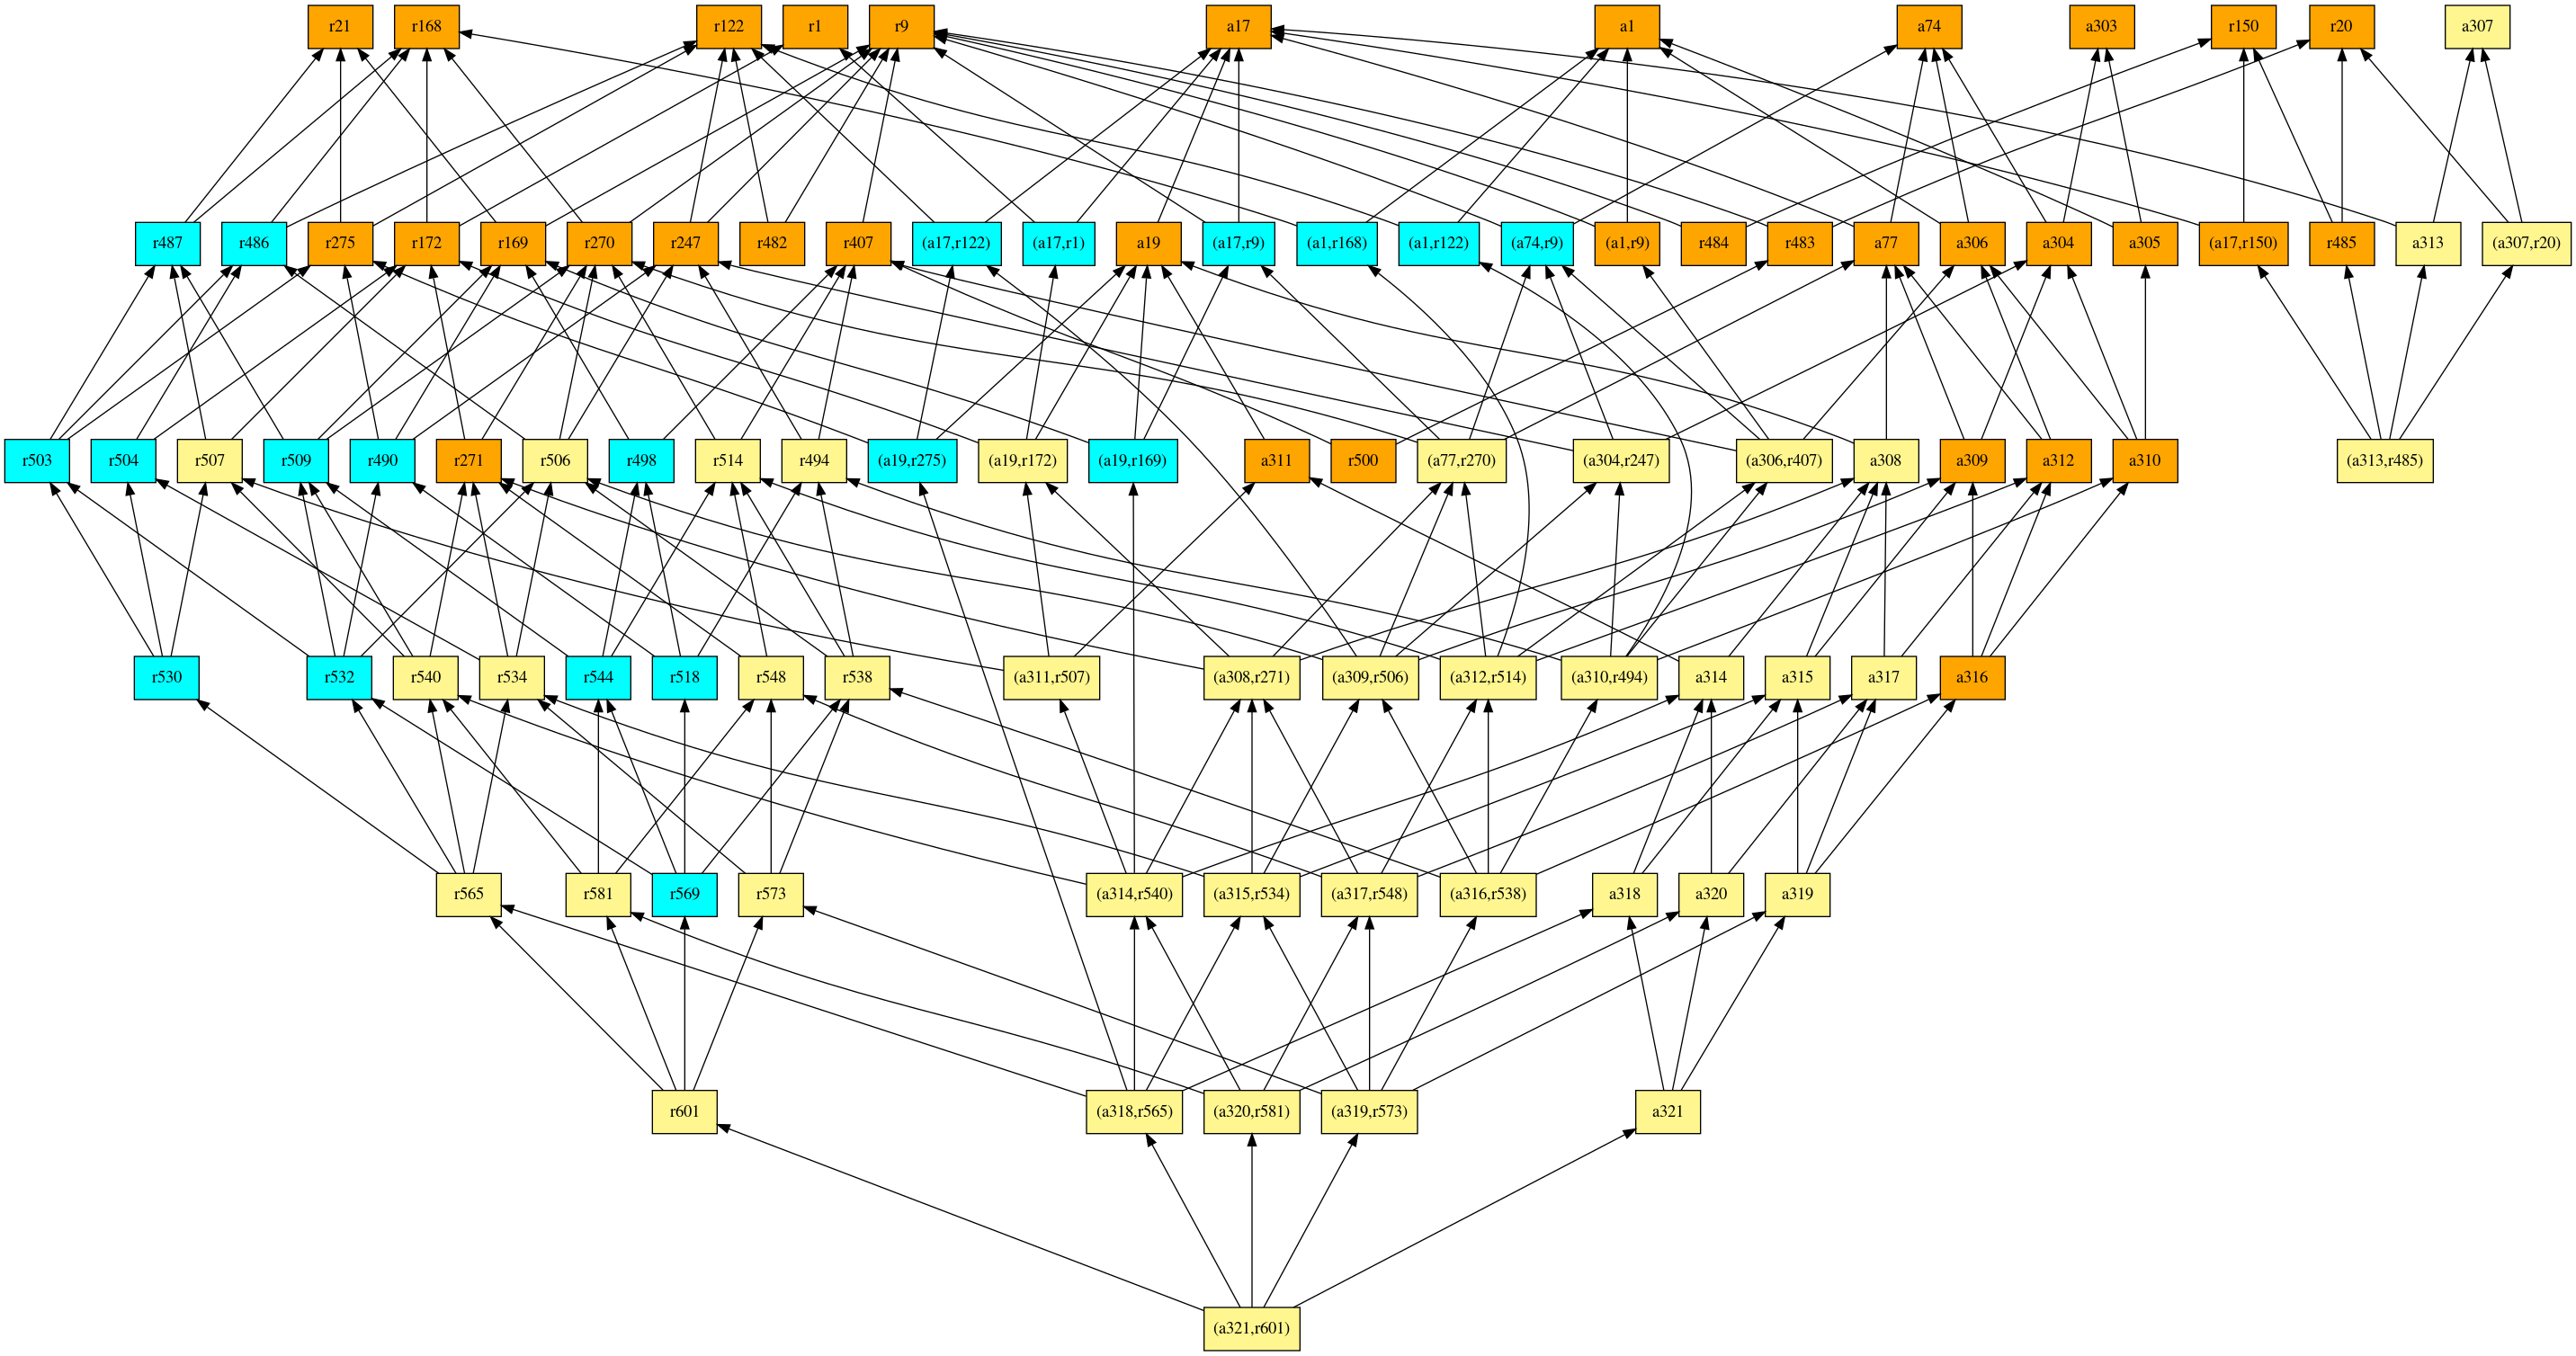 r21 r168 r122 r1 r9 a17 a1 a74 a303 r150 r20 a307
r487 r486 r275 r172 r169 r270 r247 r482 r407 (a17,r122) (a17,r1) a19 (a17,r9) (a1,r168) (a1,r122) (a74,r9) (a1,r9) r484 r483 a77 a306 a304 a305 (a17,r150) r485 a313 (a307,r20)
r503 r504 r507 r509 r490 r271 r506 r498 r514 r494 (a19,r275) (a19,r172) (a19,r169) a311 r500 (a77,r270) (a304,r247) (a306,r407) a308 a309 a312 a310 (a313,r485)
r530 r532 r540 r534 r544 r518 r548 r538 (a311,r507) (a308,r271) (a309,r506) (a312,r514) (a310,r494) a314 a315 a317 a316
r565 r581 r569 r573 (a314,r540) (a315,r534) (a317,r548) (a316,r538) a318 a320 a319
r601 (a318,r565) (a320,r581) (a319,r573) a321
(a321,r601)